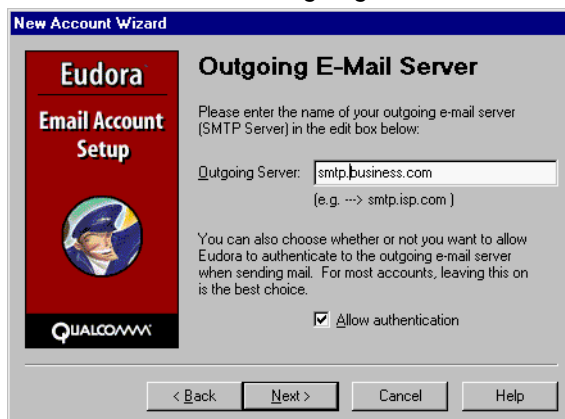 New Account Wizard
Eudora
Email Account
Setup
QUALCOMM
Outgoing E-Mail Server
Please enter the name of your outgoing e-mail server
(SMTP Server) in the edit box below:
Outgoing Server: smtp.business.com
(e.g. ---> smtp.isp.com )
You can also choose whether or not you want to allow
Eudora to authenticate to the outgoing e-mail server
when sending mail. For most accounts, leaving this on
is the best choice.
Allow authentication
< Back Next > Cancel Help